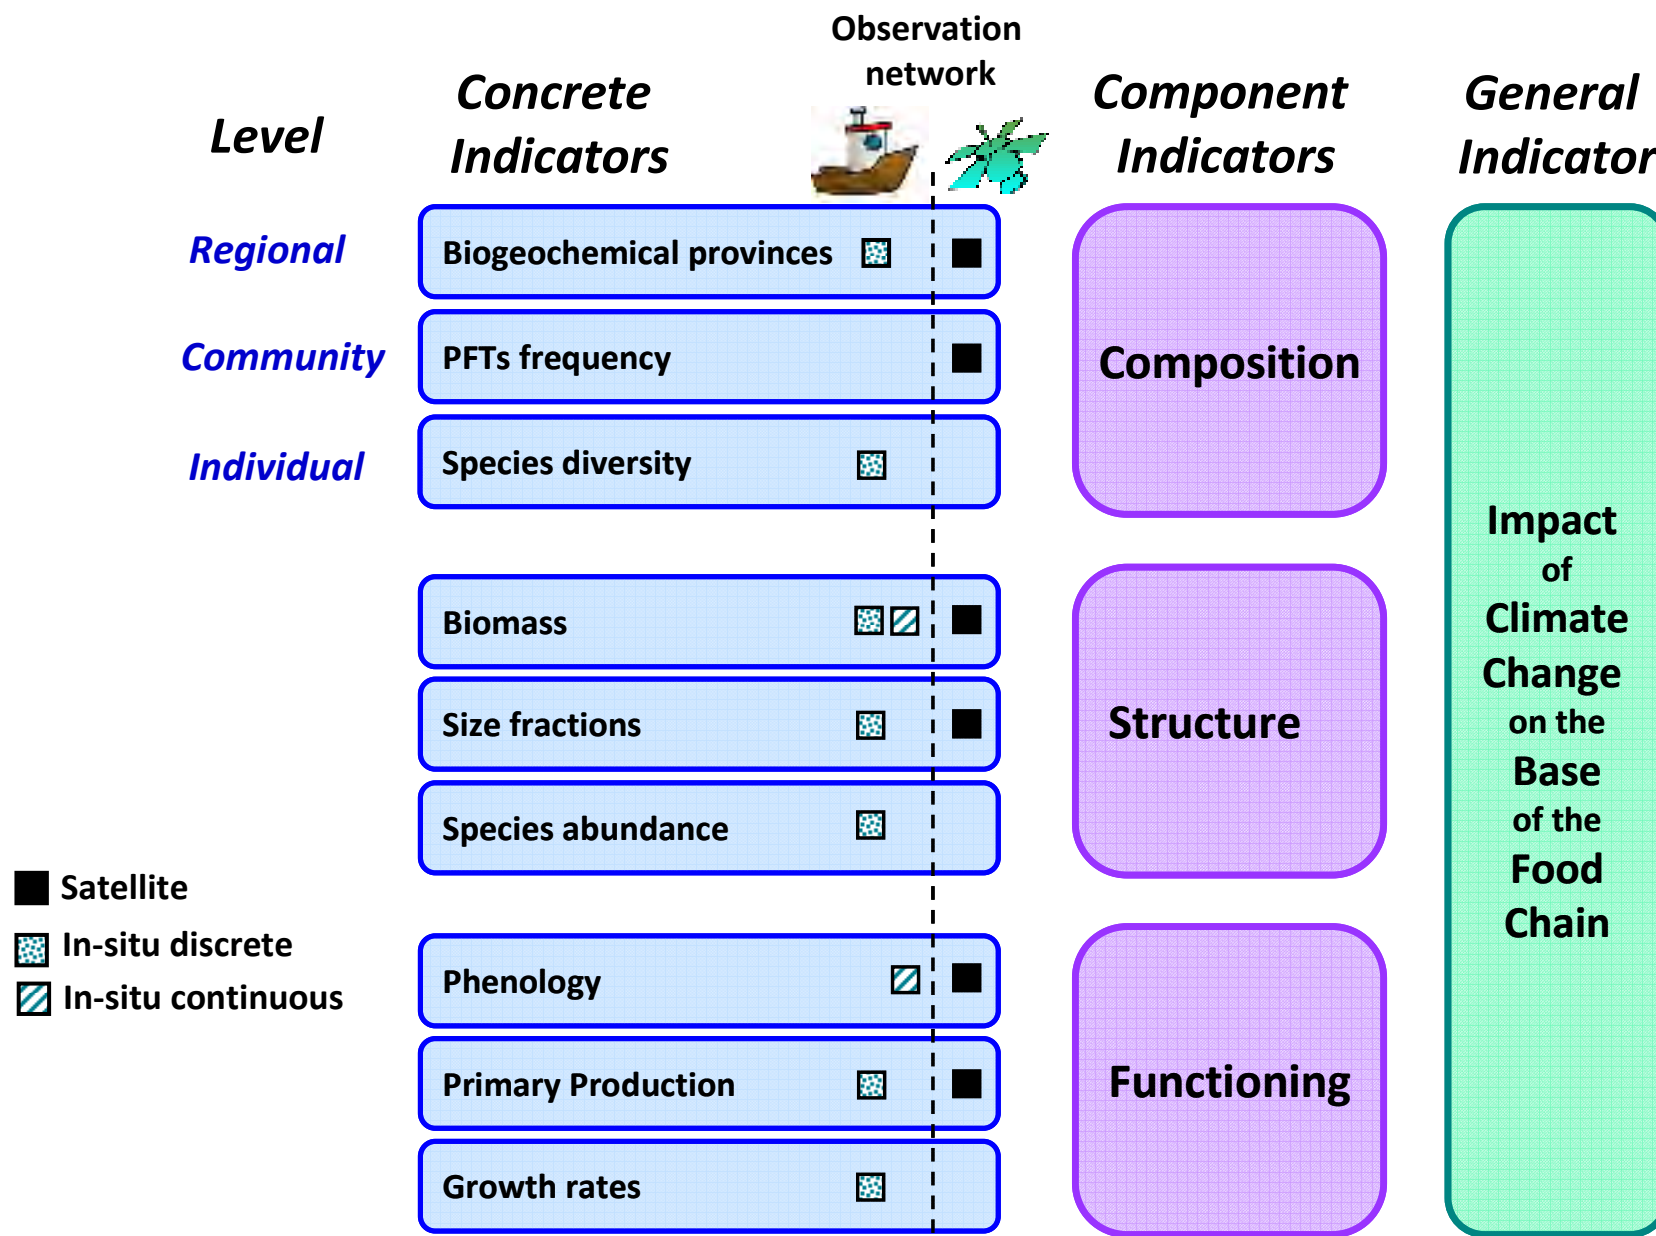 Observation
network
Level
Concrete
Indicators
Component
Indicators
General
Indicator
Regional
Biogeochemical provinces
Community
PFTs frequency
Individual
Species diversity
Composition
Biomass
Size fractions
Species abundance
Structure
Phenology
Primary Production
Growth rates
Functioning
Impact
of
Climate
Change
on the
Base
of the
Food
Chain
Satellite
In-situ discrete
In-situ continuous